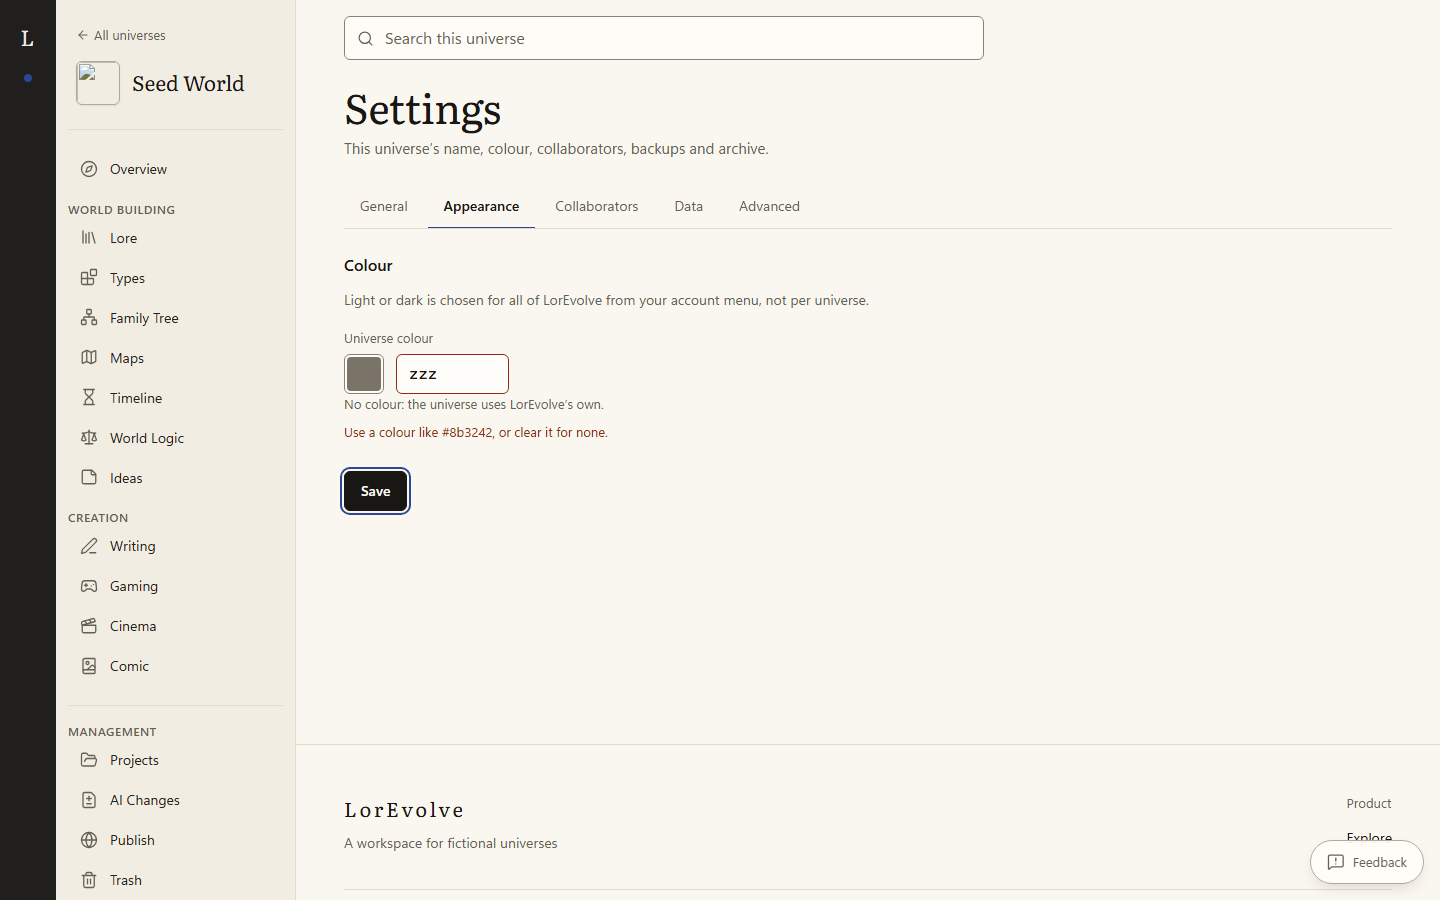 L
All universes
Seed World
Overview
WORLD BUILDING
Lore
Types
Family Tree
Maps
Timeline
World Logic
Ideas
CREATION
Writing
Gaming
Cinema
Comic
MANAGEMENT
Projects
AI Changes
Publish
Trash
Search this universe
Settings
This universe's name, colour, collaborators, backups and archive.
General Appearance Collaborators Data Advanced
Colour
Light or dark is chosen for all of LorEvolve from your account menu, not per universe.
Universe colour
zzz
No colour: the universe uses LorEvolve's own.
Use a colour like #8b3242, or clear it for none.
Save
LorEvolve
A workspace for fictional universes
Product
Explore
Feedback